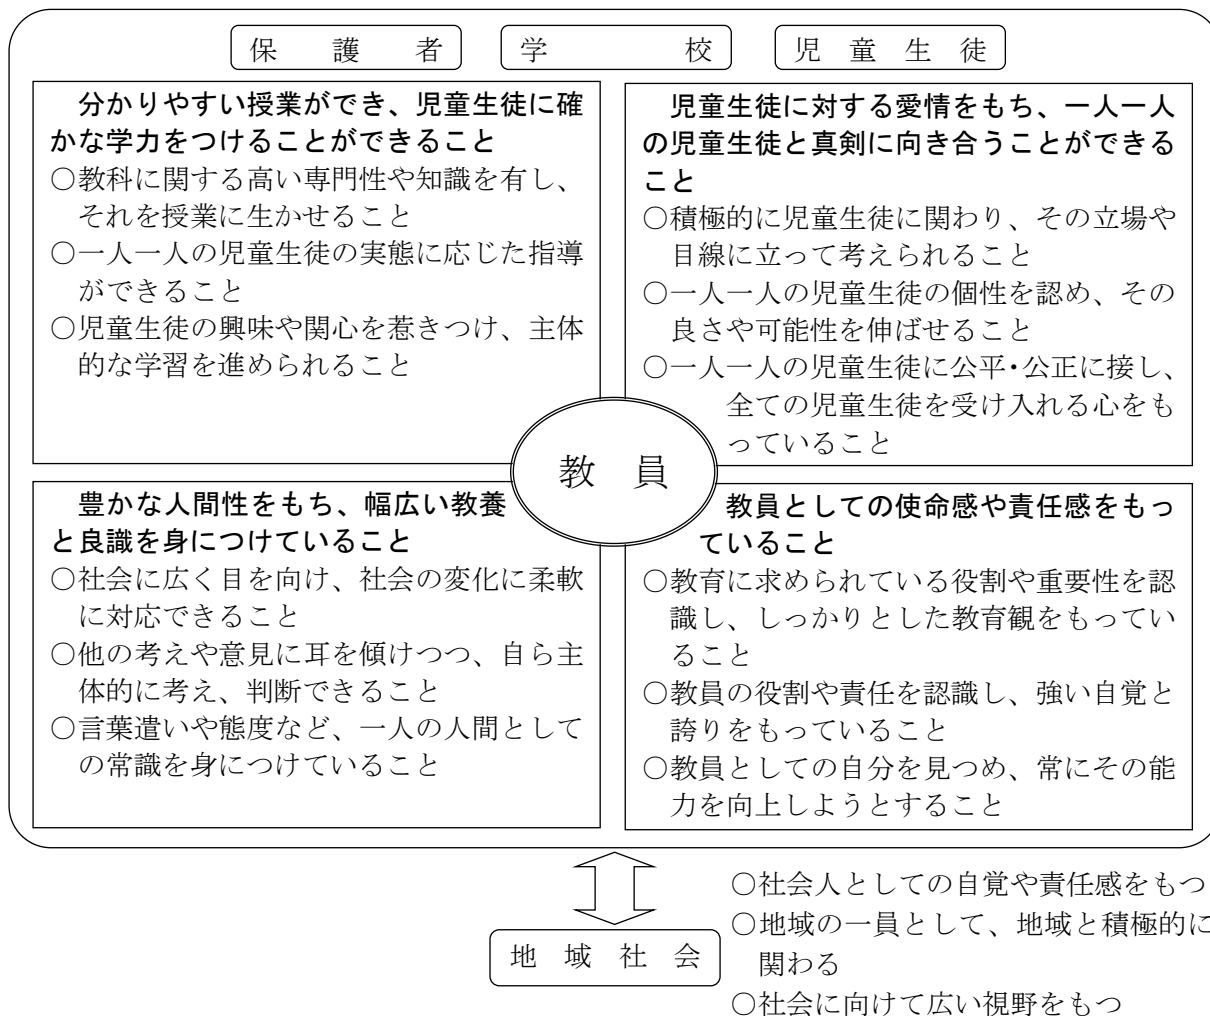 保護者
学校
児童生徒
分かりやすい授業ができ、児童生徒に確
かな学力をつけることができること
○教科に関する高い専門性や知識を有し、
それを授業に生かせること
○一人一人の児童生徒の実態に応じた指導
ができること
○児童生徒の興味や関心を惹きつけ、主体
的な学習を進められること
児童生徒に対する愛情をもち、一人一人
の児童生徒と真剣に向き合うことができる
こと
○積極的に児童生徒に関わり、その立場や
目線に立って考えられること
○一人一人の児童生徒の個性を認め、その
良さや可能性を伸ばせること
○一人一人の児童生徒に公平・公正に接し、
全ての児童生徒を受け入れる心をも
っていること
教員
豊かな人間性をもち、幅広い教養
と良識を身につけていること
○社会に広く目を向け、社会の変化に柔軟
に対応できること
○他の考えや意見に耳を傾けつつ、自ら主
体的に考え、判断できること
○言葉遣いや態度など、一人の人間として
の常識を身につけていること
教員としての使命感や責任感をもっ
ていること
○教育に求められている役割や重要性を認
識し、しっかりとした教育観をもってい
ること
○教員の役割や責任を認識し、強い自覚と
誇りをもっていること
○教員としての自分を見つめ、常にその能
力を向上しようとすること
地域社会
○社会人としての自覚や責任感をもつ
○地域の一員として、地域と積極的に
関わる
○社会に向けて広い視野をもつ